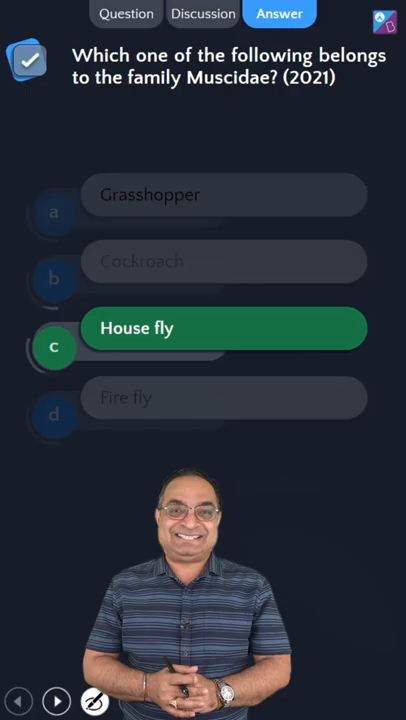 Question Discussion Answer
Which one of the following belongs
to the family Muscidae? (2021)
a Grasshopper
b Cockroach
c House fly
d Fire fly